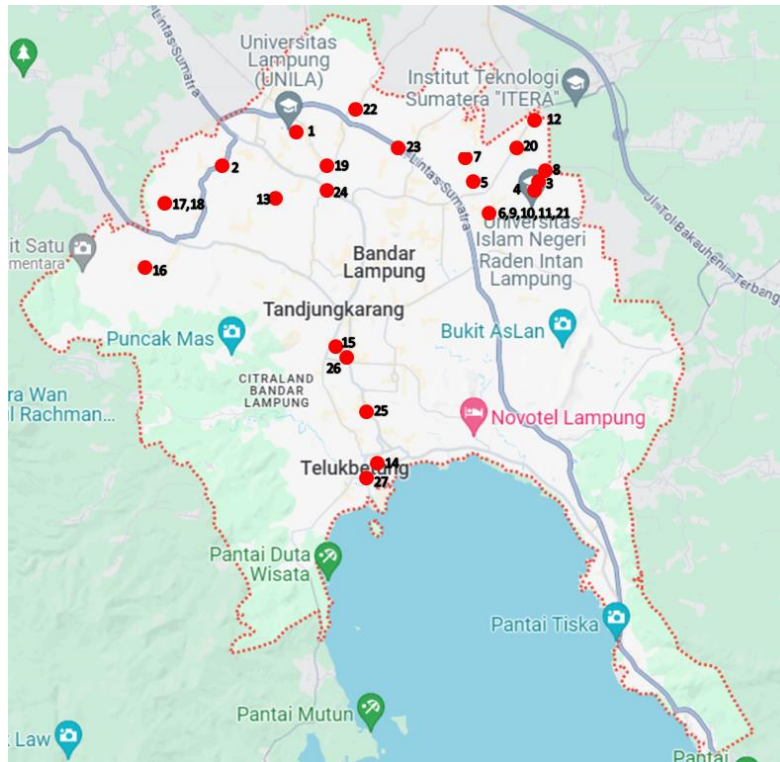 Universitas
Lampung
(UNILA)
Lintas Sumatra
Institut Teknologi
Sumatera "ITERA"
22
12
1
23
20
7
2
19
8
5
4
3
24
13
17,18
6,9,10,11,21
Lintas Sumatra
Universitas
Islam Negeri
Raden Intan
Lampung
Jl. Tol Bakauheni - Terbang
it Satu
mentara
16
Bandar
Lampung
Tandjungkarang
Puncak Mas
Bukit AsLan
15
26
CITRALAND
BANDAR
LAMPUNG
ra Wan
ul Rachman...
25
Novotel Lampung
14
Telukbetung
27
Pantai Duta
Wisata
Pantai Tiska
Pantai Mutun
Law
Pantai